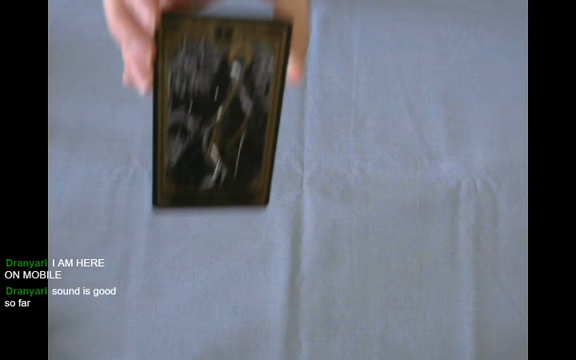 Dranyari I AM HERE
ON MOBILE
Dranyari sound is good
so far